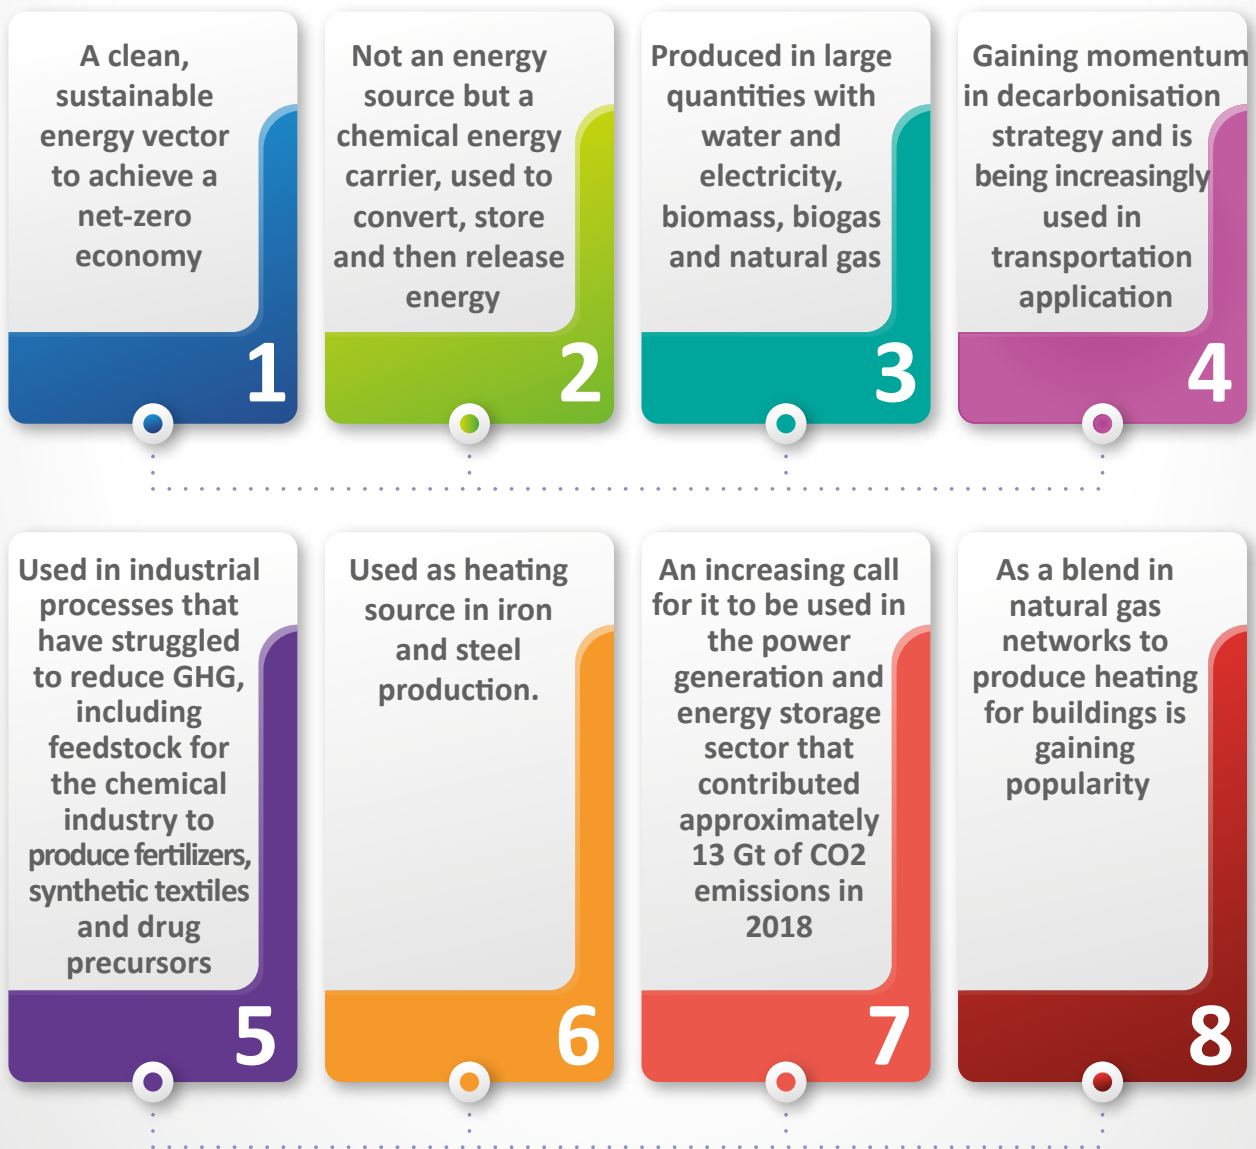 A clean,
sustainable
energy vector
to achieve a
net-zero
economy
1
Not an energy
source but a
chemical energy
carrier, used to
convert, store
and then release
energy
2
Produced in large
quantities with
water and
electricity,
biomass, biogas
and natural gas
3
Gaining momentum
in decarbonisation
strategy and is
being increasingly
used in
transportation
application
4
Used in industrial
processes that
have struggled
to reduce GHG,
including
feedstock for
the chemical
industry to
produce fertilizers,
synthetic textiles
and drug
precursors
5
Used as heating
source in iron
and steel
production.
6
An increasing call
for it to be used in
the power
generation and
energy storage
sector that
contributed
approximately
13 Gt of CO2
emissions in
2018
7
As a blend in
natural gas
networks to
produce heating
for buildings is
gaining
popularity
8